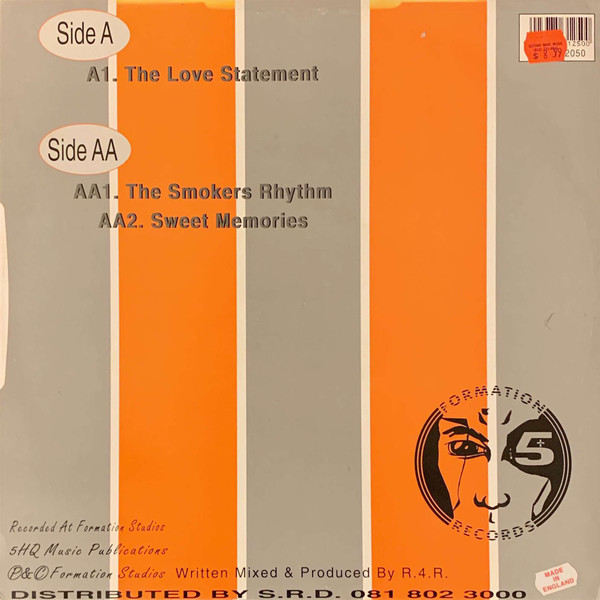 Side A
A1. The Love Statement
Side AA
AA1. The Smokers Rhythm
AA2. Sweet Memories
12500
2050
FORMATION
5
RECORDS
Recorded At Formation Studios
5HQ Music Publications
Ⓟ&Ⓒ Formation Studios Written Mixed & Produced By R.4.R.
MADE
IN
ENGLAND
DISTRIBUTED BY S.R.D. 081 802 3000